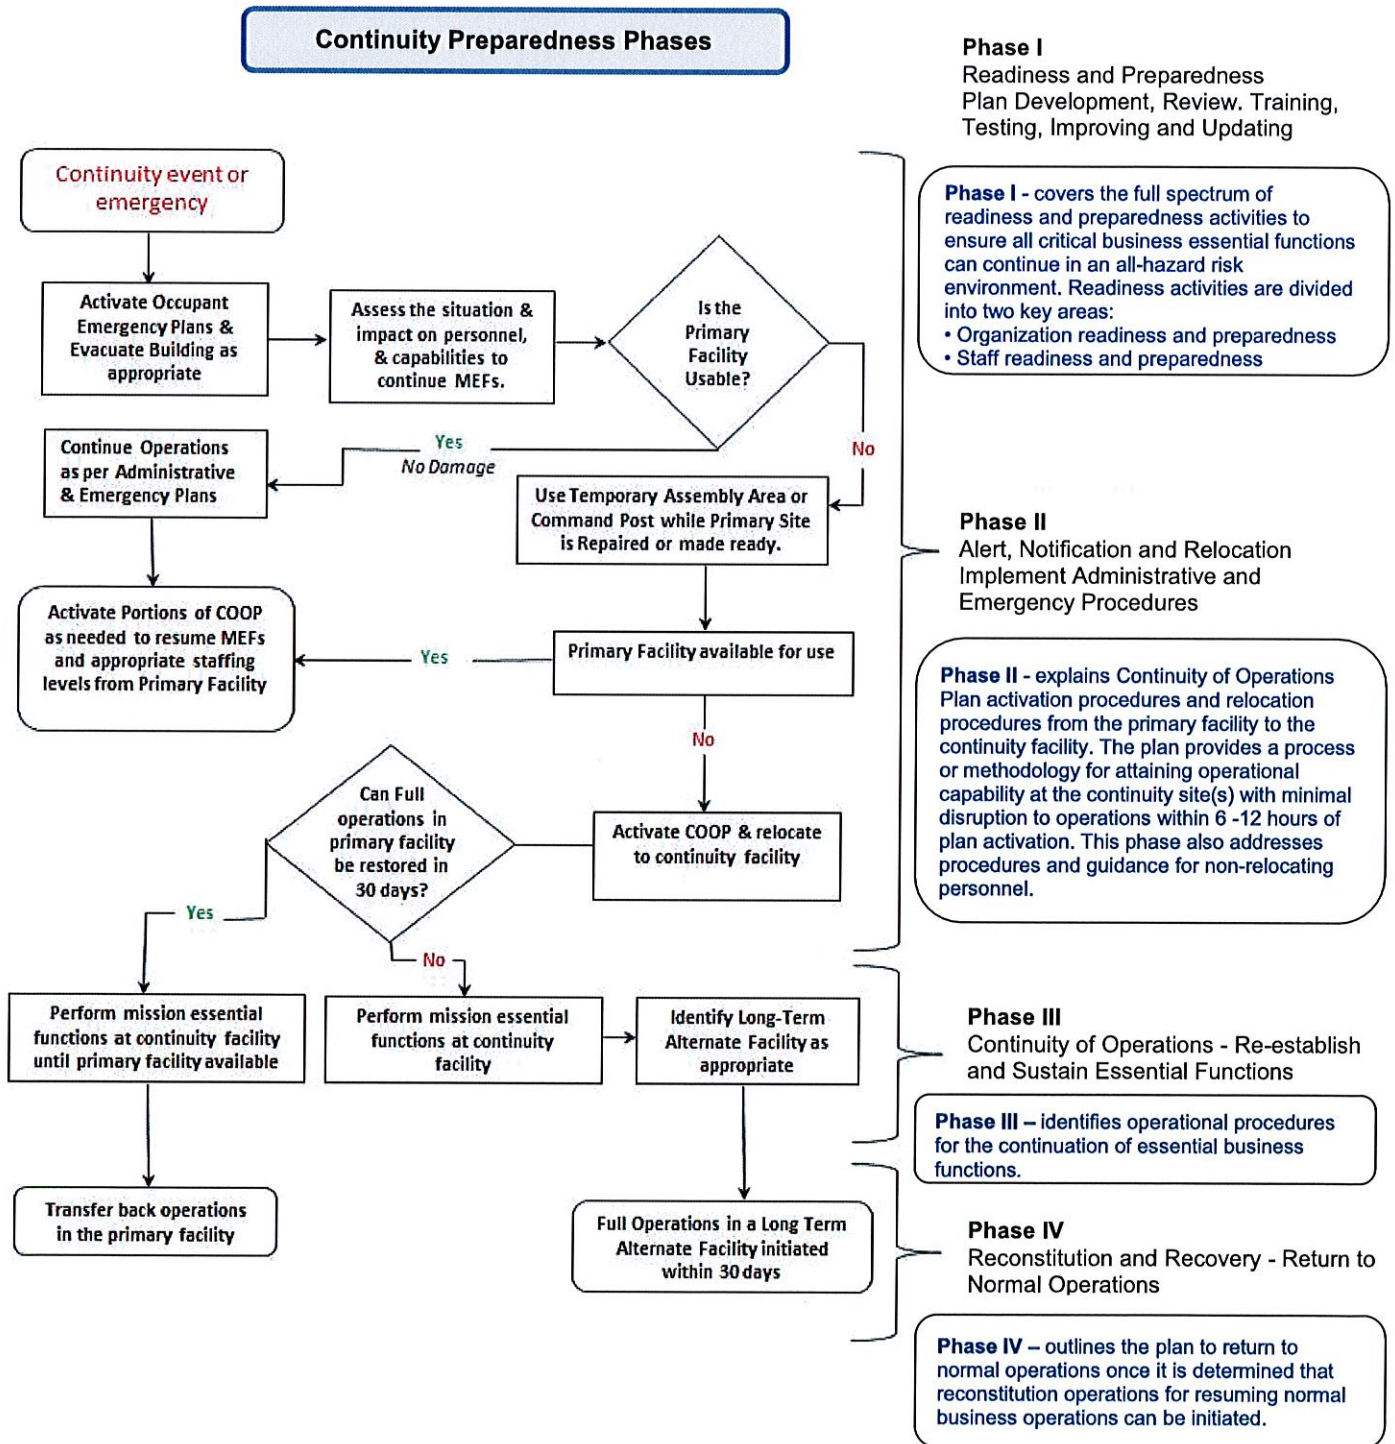 Continuity Preparedness Phases
Phase I
Readiness and Preparedness
Plan Development, Review. Training,
Testing, Improving and Updating
Continuity event or
emergency
Phase I - covers the full spectrum of
readiness and preparedness activities to
ensure all critical business essential functions
can continue in an all-hazard risk
environment. Readiness activities are divided
into two key areas:
• Organization readiness and preparedness
• Staff readiness and preparedness
Activate Occupant
Emergency Plans &
Evacuate Building as
appropriate
Assess the situation &
impact on personnel,
& capabilities to
continue MEFs.
Is the
Primary
Facility
Usable?
Yes
No Damage
No
Continue Operations
as per Administrative
& Emergency Plans
Use Temporary Assembly Area or
Command Post while Primary Site
is Repaired or made ready.
Phase II
Alert, Notification and Relocation
Implement Administrative and
Emergency Procedures
Activate Portions of COOP
as needed to resume MEFs
and appropriate staffing
levels from Primary Facility
Yes
Primary Facility available for use
No
Phase II - explains Continuity of Operations
Plan activation procedures and relocation
procedures from the primary facility to the
continuity facility. The plan provides a process
or methodology for attaining operational
capability at the continuity site(s) with minimal
disruption to operations within 6 -12 hours of
plan activation. This phase also addresses
procedures and guidance for non-relocating
personnel.
Can Full
operations in
primary facility
be restored in
30 days?
Activate COOP & relocate
to continuity facility
Yes
No
Perform mission essential
functions at continuity facility
until primary facility available
Perform mission essential
functions at continuity
facility
Identify Long-Term
Alternate Facility as
appropriate
Phase III
Continuity of Operations - Re-establish
and Sustain Essential Functions
Phase III – identifies operational procedures
for the continuation of essential business
functions.
Transfer back operations
in the primary facility
Full Operations in a Long Term
Alternate Facility initiated
within 30 days
Phase IV
Reconstitution and Recovery - Return to
Normal Operations
Phase IV – outlines the plan to return to
normal operations once it is determined that
reconstitution operations for resuming normal
business operations can be initiated.